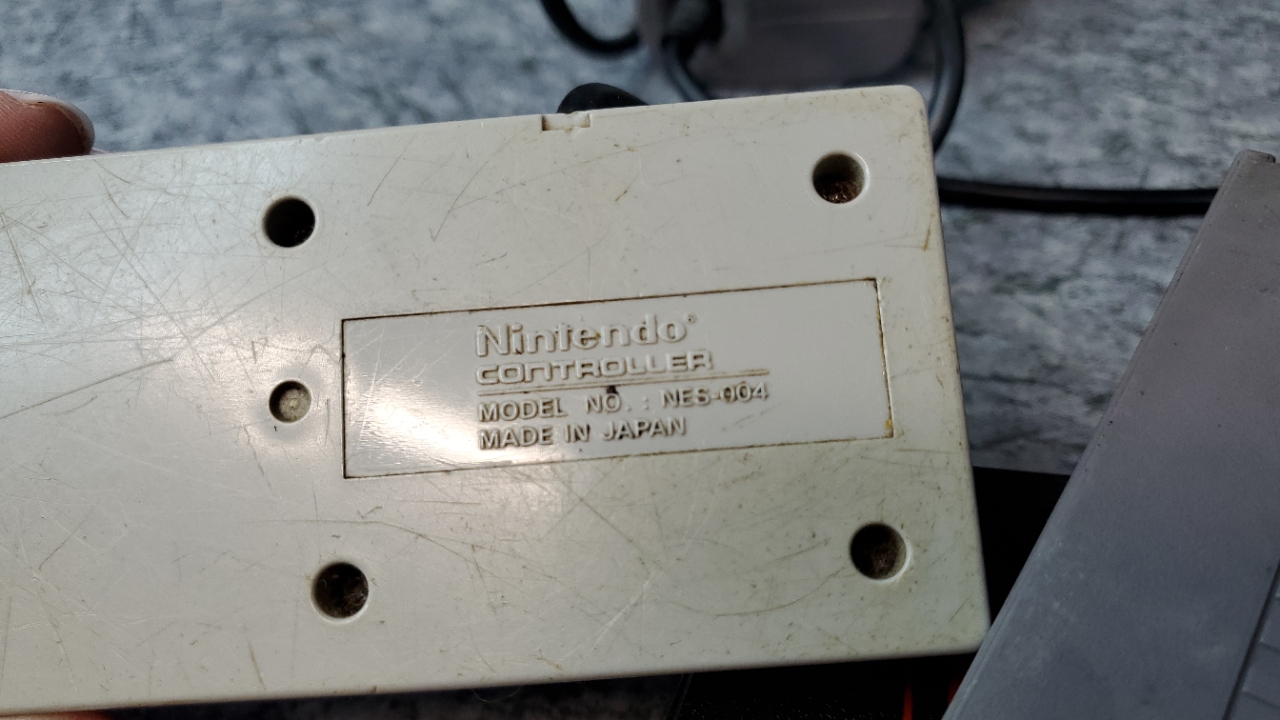 Nintendo®
CONTROLLER
MODEL NO. : NES-004
MADE IN JAPAN